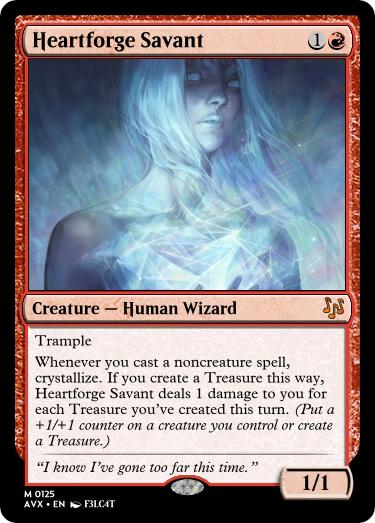 Heartforge Savant 1
Creature — Human Wizard
Trample
Whenever you cast a noncreature spell,
crystallize. If you create a Treasure this way,
Heartforge Savant deals 1 damage to you for
each Treasure you've created this turn. (Put a
+1/+1 counter on a creature you control or create
a Treasure.)
“I know I've gone too far this time.”
1/1
M 0125
AVX • EN F3LC4T